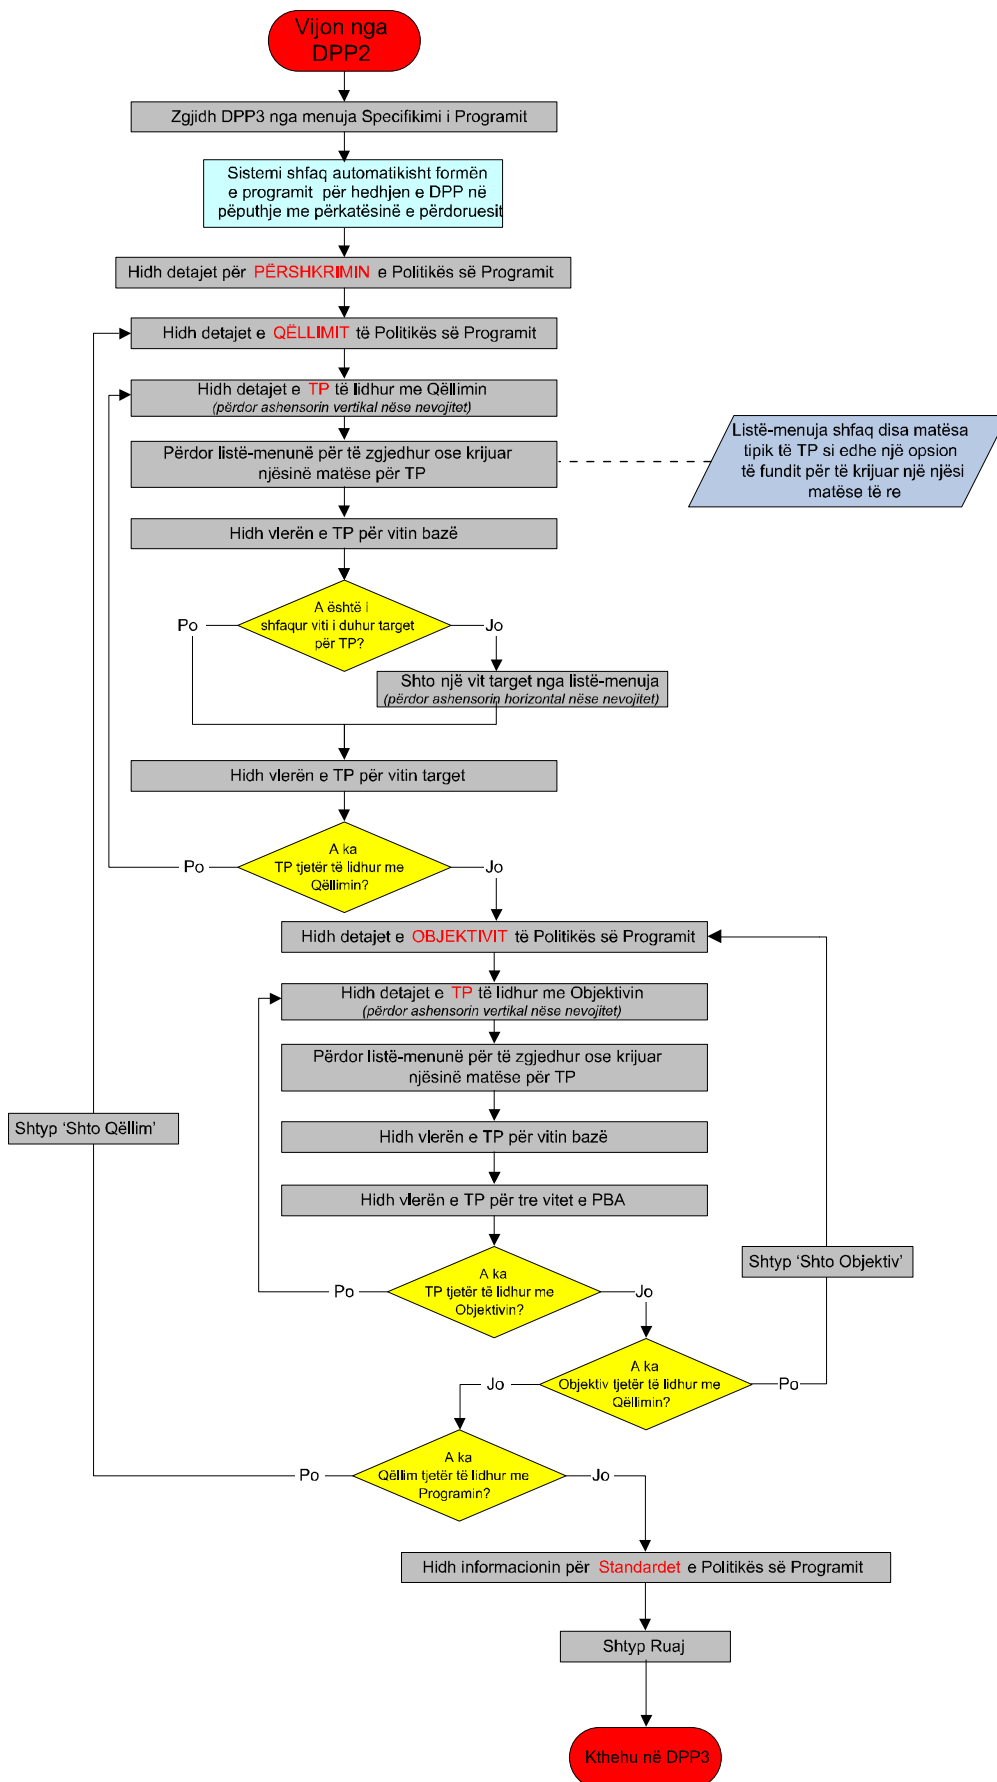 Vijon nga
DPP2
Zgjidh DPP3 nga menuja Specifikimi i Programit
Sistemi shfaq automatikisht formën
e programit për hedhjen e DPP në
pëputhje me përkatësinë e përdoruesit
Hidh detajet për PËRSHKRIMIN e Politikës së Programit
Hidh detajet e QËLLIMIT të Politikës së Programit
Hidh detajet e TP të lidhur me Qëllimin
(përdor ashensorin vertikal nëse nevojitet)
Përdor listë-menunë për të zgjedhur ose krijuar
njësinë matëse për TP
Listë-menuja shfaq disa matësa
tipik të TP si edhe një opsion
të fundit për të krijuar një njësi
matëse të re
Hidh vlerën e TP për vitin bazë
A është i
shfaqur viti i duhur target
për TP?
Po
Jo
Shto një vit target nga listë-menuja
(përdor ashensorin horizontal nëse nevojitet)
Hidh vlerën e TP për vitin target
A ka
TP tjetër të lidhur me
Qëllimin?
Po
Jo
Hidh detajet e OBJEKTIVIT të Politikës së Programit
Hidh detajet e TP të lidhur me Objektivin
(përdor ashensorin vertikal nëse nevojitet)
Përdor listë-menunë për të zgjedhur ose krijuar
njësinë matëse për TP
Shtyp ‘Shto Qëllim’
Hidh vlerën e TP për vitin bazë
Hidh vlerën e TP për tre vitet e PBA
Shtyp ‘Shto Objektiv’
A ka
TP tjetër të lidhur me
Objektivin?
Po
Jo
A ka
Objektiv tjetër të lidhur me
Qëllimin?
Jo
Po
A ka
Qëllim tjetër të lidhur me
Programin?
Po
Jo
Hidh informacionin për Standardet e Politikës së Programit
Shtyp Ruaj
Kthehu në DPP3